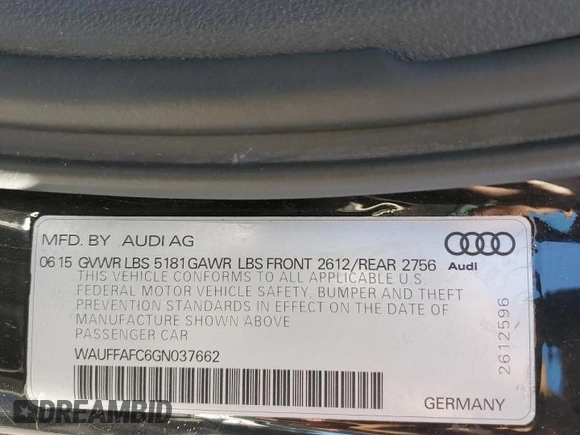 MFD. BY AUDI AG
Audi
06 15 GVWR LBS 5181 GAWR LBS FRONT 2612/REAR 2756
THIS VEHICLE CONFORMS TO ALL APPLICABLE U.S.
FEDERAL MOTOR VEHICLE SAFETY, BUMPER AND THEFT
PREVENTION STANDARDS IN EFFECT ON THE DATE OF
MANUFACTURE SHOWN ABOVE
PASSENGER CAR
WAUFFAFC6GN037662
GERMANY
2612596
DREAMBID